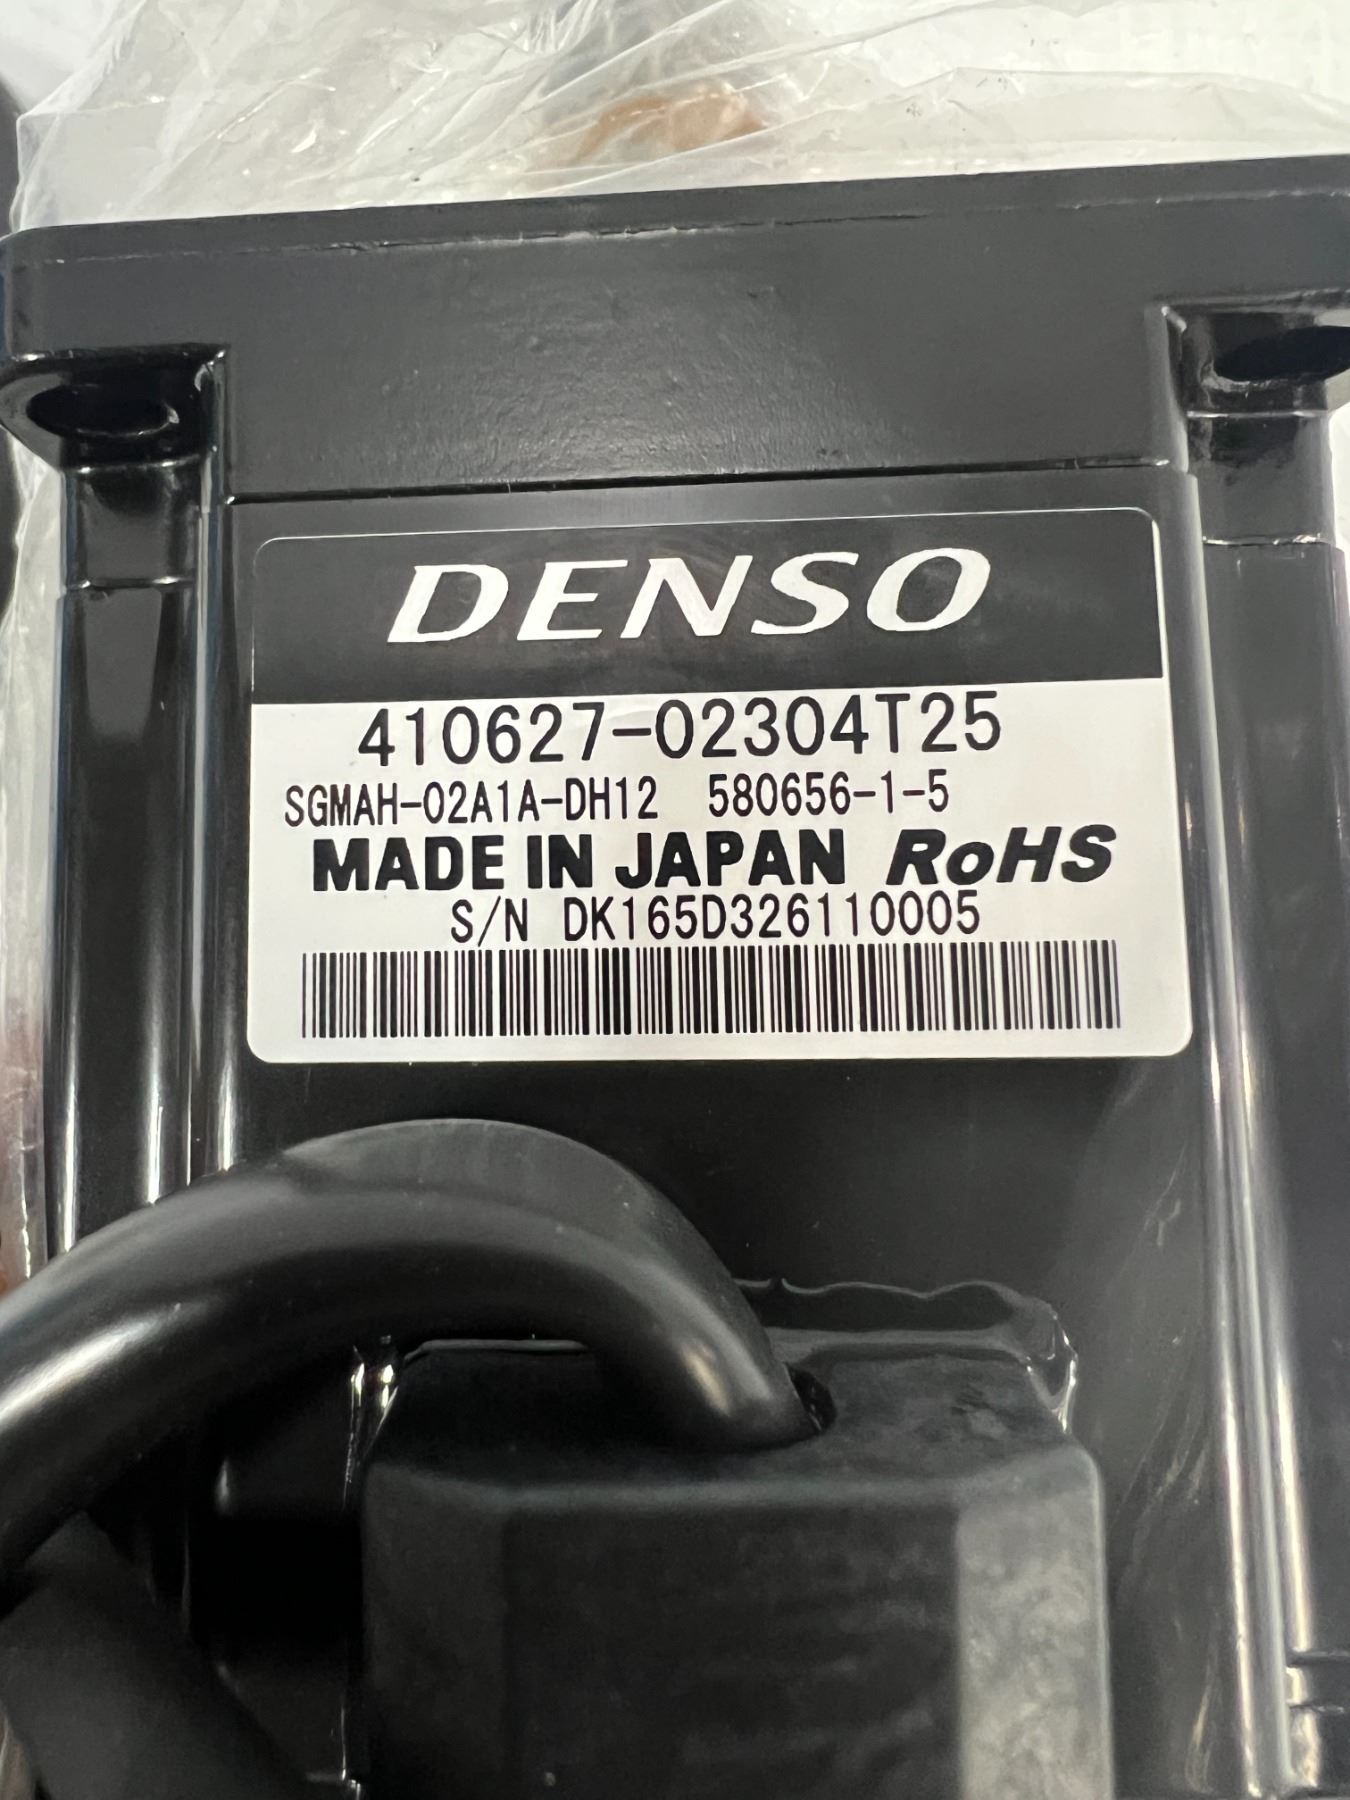 DENSO
410627-02304T25
SGMAH-02A1A-DH12 580656-1-5
MADE IN JAPAN RoHS
S/N DK165D326110005